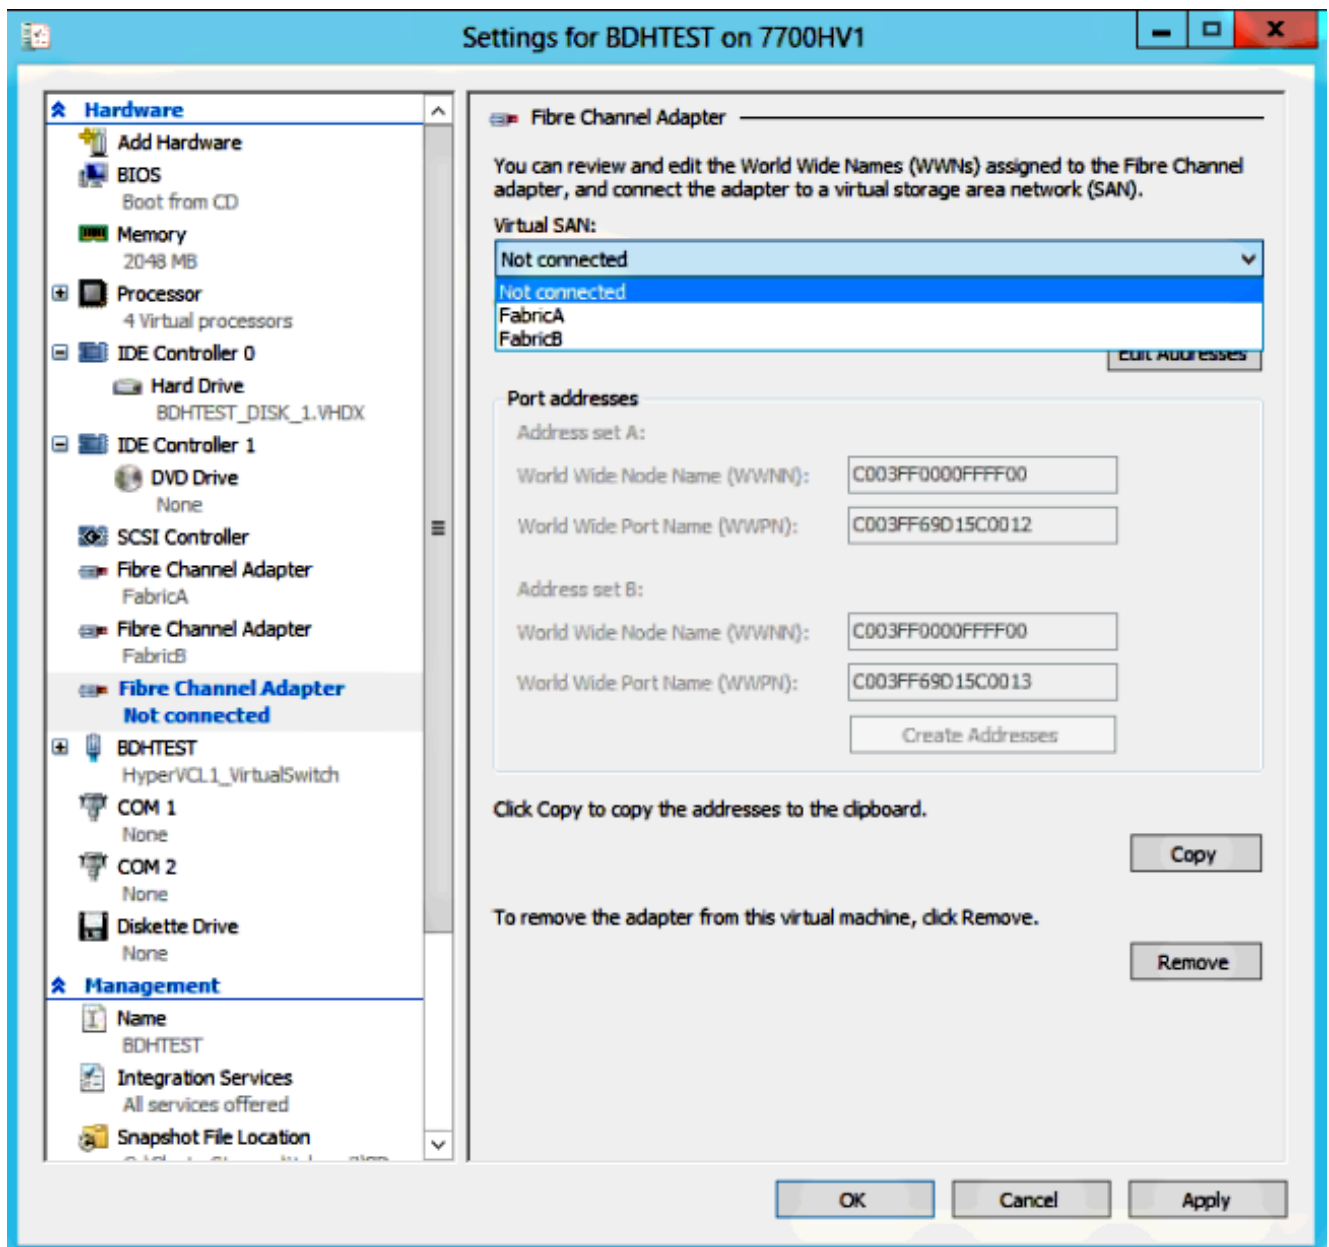 Settings for BDHTEST on 7700HV1
Hardware
Add Hardware
BIOS
Boot from CD
Memory
2048 MB
Processor
4 Virtual processors
IDE Controller 0
Hard Drive
BDHTEST_DISK_1.VHDX
IDE Controller 1
DVD Drive
None
SCSI Controller
Fibre Channel Adapter
FabricA
Fibre Channel Adapter
FabricB
Fibre Channel Adapter
Not connected
BDHTEST
HyperVCL1_VirtualSwitch
COM 1
None
COM 2
None
Diskette Drive
None
Management
Name
BDHTEST
Integration Services
All services offered
Snapshot File Location
Fibre Channel Adapter
You can review and edit the World Wide Names (WWNs) assigned to the Fibre Channel
adapter, and connect the adapter to a virtual storage area network (SAN).
Virtual SAN:
Not connected
Not connected
FabricA
FabricB
Edit Addresses
Port addresses
Address set A:
World Wide Node Name (WWNN): C003FF0000FFFF00
World Wide Port Name (WWPN): C003FF69D15C0012
Address set B:
World Wide Node Name (WWNN): C003FF0000FFFF00
World Wide Port Name (WWPN): C003FF69D15C0013
Create Addresses
Click Copy to copy the addresses to the clipboard.
Copy
To remove the adapter from this virtual machine, click Remove.
Remove
OK Cancel Apply